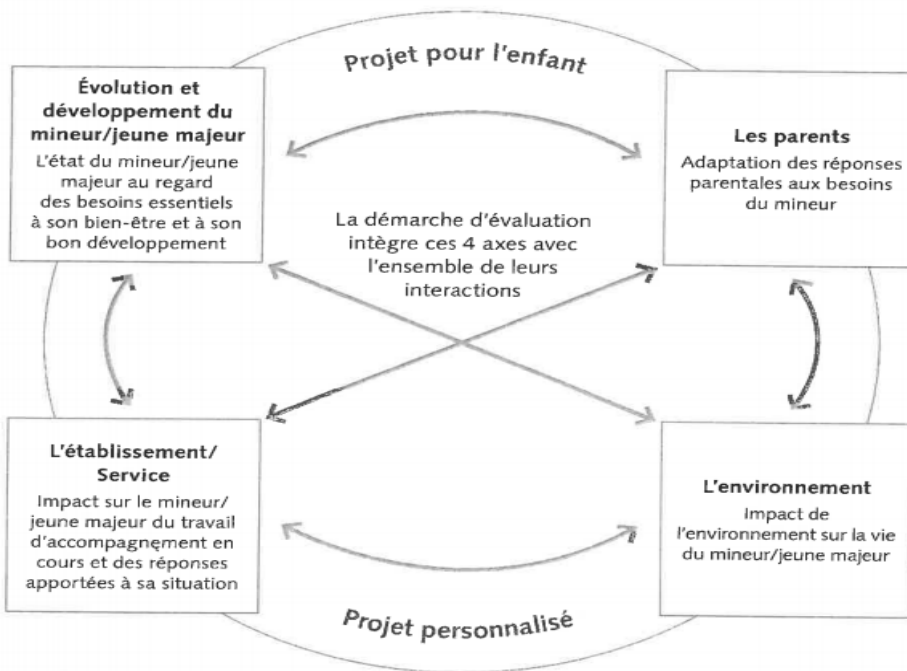 Projet pour l'enfant
Évolution et
développement du
mineur/jeune majeur
L'état du mineur/jeune
majeur au regard
des besoins essentiels
à son bien-être et à son
bon développement
Les parents
Adaptation des réponses
parentales aux besoins
du mineur
La démarche d'évaluation
intègre ces 4 axes avec
l'ensemble de leurs
interactions
L'établissement/
Service
Impact sur le mineur/
jeune majeur du travail
d'accompagnement en
cours et des réponses
apportées à sa situation
L'environnement
Impact de
l'environnement sur la vie
du mineur/jeune majeur
Projet personnalisé